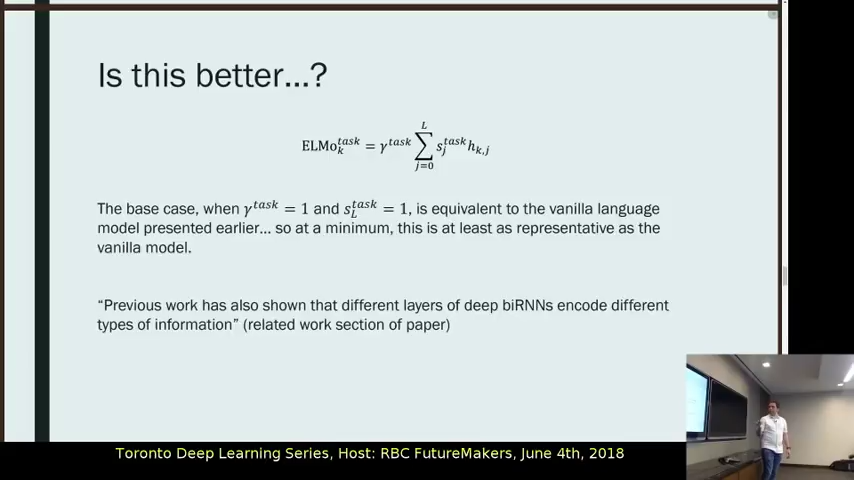 Is this better...?
ELMo_k^{task} = γ^{task} \sum_{j=0}^{L} s_j^{task} h_{k,j}
The base case, when γ^{task} = 1 and s_L^{task} = 1, is equivalent to the vanilla language
model presented earlier... so at a minimum, this is at least as representative as the
vanilla model.
“Previous work has also shown that different layers of deep biRNNs encode different
types of information” (related work section of paper)
Toronto Deep Learning Series, Host: RBC FutureMakers, June 4th, 2018